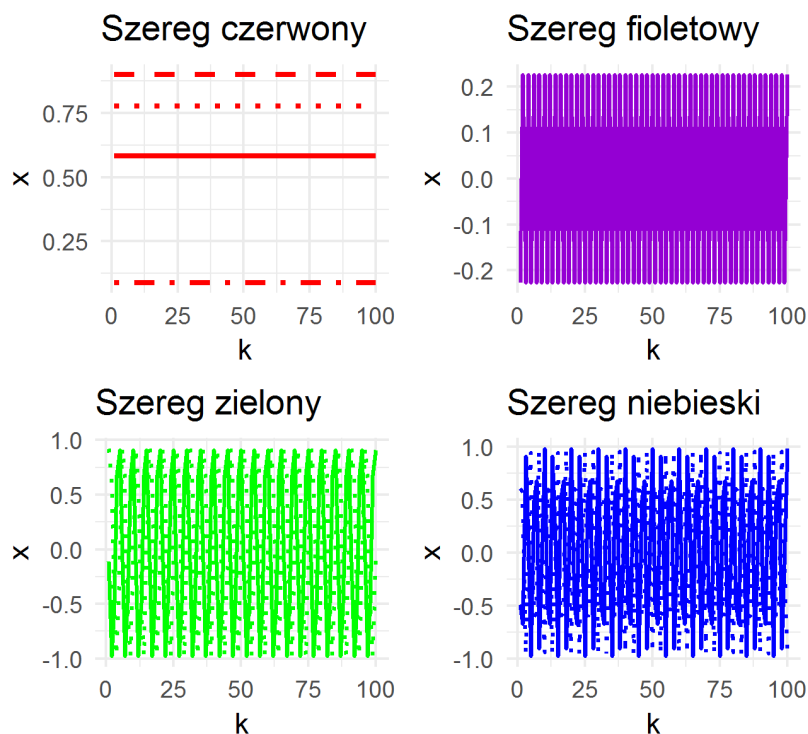 Szereg czerwony
x
0.75
0.50
0.25
0 25 50 75 100
k
Szereg fioletowy
x
0.2
0.1
0.0
-0.1
-0.2
0 25 50 75 100
k
Szereg zielony
x
1.0
0.5
0.0
-0.5
-1.0
0 25 50 75 100
k
Szereg niebieski
x
1.0
0.5
0.0
-0.5
-1.0
0 25 50 75 100
k